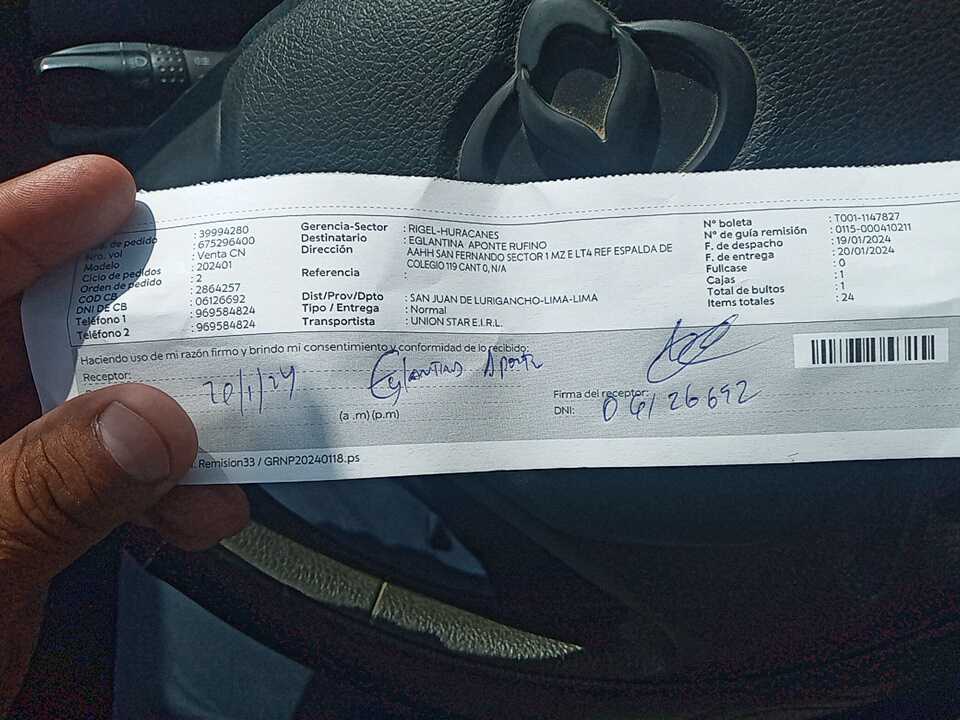 Nro. de pedido : 39994280
Nro. vol : 675296400
Modelo : Venta CN
Ciclo de pedidos : 202401
Orden de pedido : 2
COD CB : 2864257
DNI DE CB : 06126692
Teléfono 1 : 969584824
Teléfono 2 : 969584824
Gerencia-Sector : RIGEL-HURACANES
Destinatario : EGLANTINA APONTE RUFINO
Dirección : AAHH SAN FERNANDO SECTOR 1 MZ E LT4 REF ESPALDA DE
COLEGIO 119 CANT 0, N/A
Referencia :
Dist/Prov/Dpto : SAN JUAN DE LURIGANCHO-LIMA-LIMA
Tipo / Entrega : Normal
Transportista : UNION STAR E.I.R.L.
N° boleta : T001-1147827
N° de guía remisión : 0115-000410211
F. de despacho : 19/01/2024
F. de entrega : 20/01/2024
Fullcase : 0
Cajas : 1
Total de bultos : 1
Items totales : 24
Haciendo uso de mi razón firmo y brindo mi consentimiento y conformidad de lo recibido:
Receptor: Eglantina Aponte
20/1/24
(a .m) (p.m)
Firma del receptor:
DNI: 06126692
Remision33 / GRNP20240118.ps